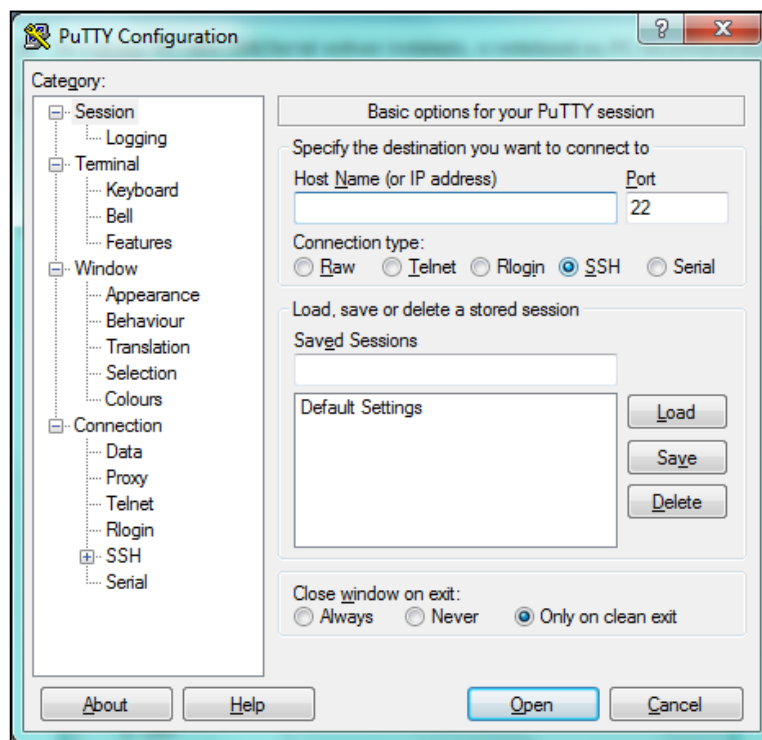 PuTTY Configuration
Category:
Session
Logging
Terminal
Keyboard
Bell
Features
Window
Appearance
Behaviour
Translation
Selection
Colours
Connection
Data
Proxy
Telnet
Rlogin
SSH
Serial
Basic options for your PuTTY session
Specify the destination you want to connect to
Host Name (or IP address) Port
22
Connection type:
Raw Telnet Rlogin SSH Serial
Load, save or delete a stored session
Saved Sessions
Default Settings
Load
Save
Delete
Close window on exit:
Always Never Only on clean exit
About Help Open Cancel